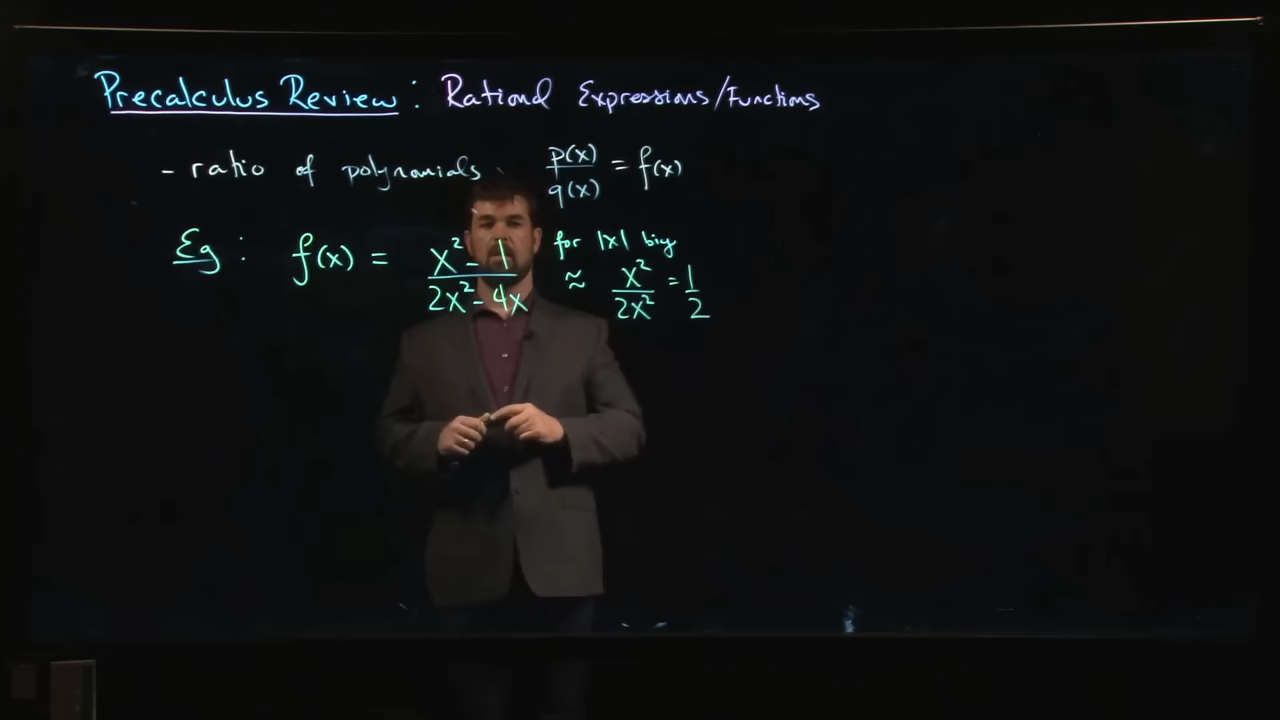 Precalculus Review: Rational Expressions/Functions
- ratio of polynomials. p(x)/q(x) = f(x)
Eg: f(x) = (x² - 1)/(2x² - 4x) ≈ x²/2x² = 1/2
for |x| big